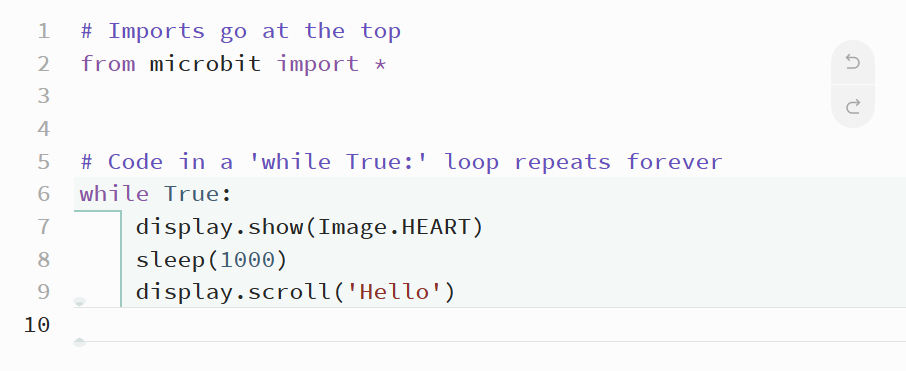 1 # Imports go at the top
2 from microbit import *
3
4
5 # Code in a 'while True:' loop repeats forever
6 while True:
7     display.show(Image.HEART)
8     sleep(1000)
9     display.scroll('Hello')
10